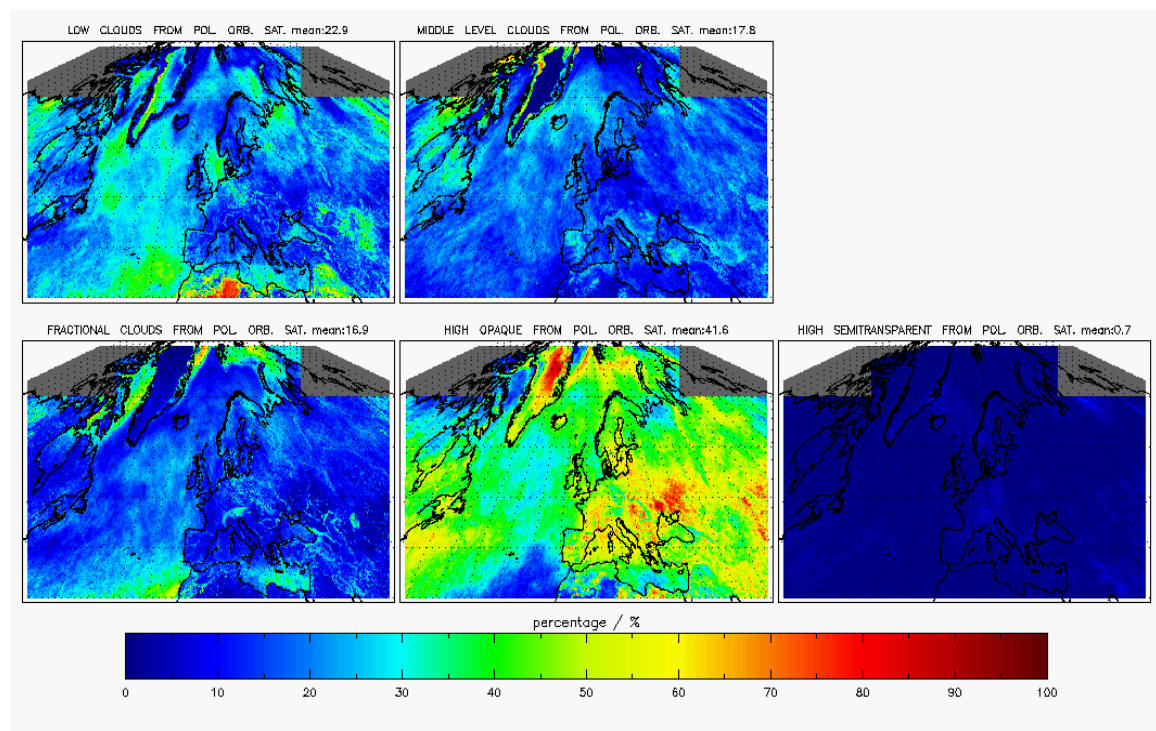 LOW CLOUDS FROM POL. ORB. SAT. mean:22.9
MIDDLE LEVEL CLOUDS FROM POL. ORB. SAT. mean:17.8
FRACTIONAL CLOUDS FROM POL. ORB. SAT. mean:16.9
HIGH OPAQUE FROM POL. ORB. SAT. mean:41.6
HIGH SEMITRANSPARENT FROM POL. ORB. SAT. mean:0.7
percentage / %
0 10 20 30 40 50 60 70 80 90 100